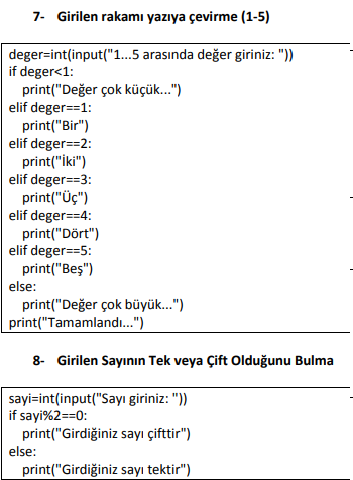 7- Girilen rakamı yazıya çevirme (1-5)
deger=int(input("1...5 arasında değer giriniz: "))
if deger<1:
print("Değer çok küçük...")
elif deger==1:
print("Bir")
elif deger==2:
print("İki")
elif deger==3:
print("Üç")
elif deger==4:
print("Dört")
elif deger==5:
print("Beş")
else:
print("Değer çok büyük...")
print("Tamamlandı...")
8- Girilen Sayının Tek veya Çift Olduğunu Bulma
sayi=int(input("Sayı giriniz: "))
if sayi%2==0:
print("Girdiğiniz sayı çifttir")
else:
print("Girdiğiniz sayı tektir")